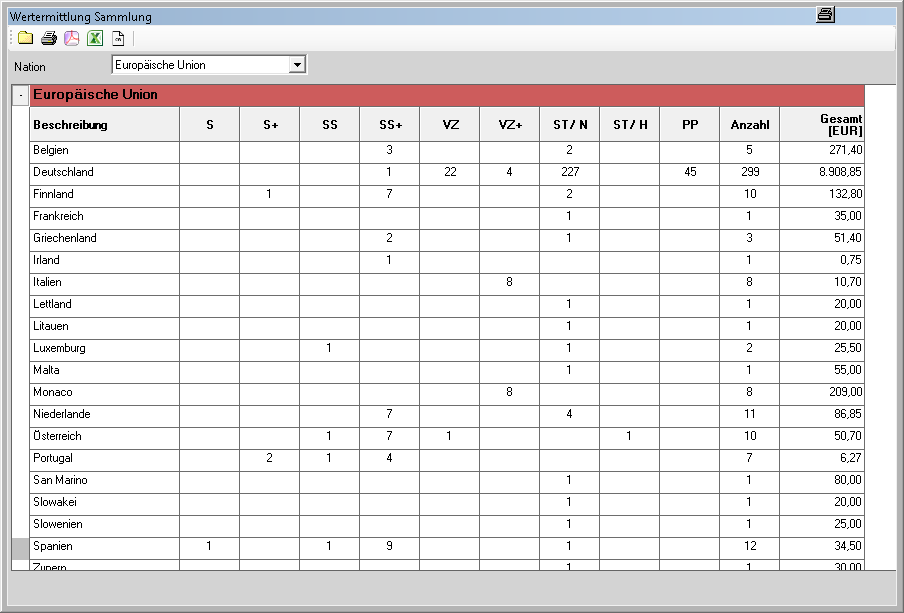 Wertermittlung Sammlung
Nation Europäische Union
- Europäische Union
Beschreibung S S+ SS SS+ VZ VZ+ ST / N ST / H PP Anzahl Gesamt [EUR]
Belgien 3 2 5 271,40
Deutschland 1 22 4 227 45 299 8.908,85
Finnland 1 7 2 10 132,80
Frankreich 1 1 35,00
Griechenland 2 1 3 51,40
Irland 1 1 0,75
Italien 8 8 10,70
Lettland 1 1 20,00
Litauen 1 1 20,00
Luxemburg 1 1 2 25,50
Malta 1 1 55,00
Monaco 8 8 209,00
Niederlande 7 4 11 86,85
Österreich 1 7 1 1 10 50,70
Portugal 2 1 4 7 6,27
San Marino 1 1 80,00
Slowakei 1 1 20,00
Slowenien 1 1 25,00
Spanien 1 1 9 1 12 34,50
Zypern 1 1 30,00